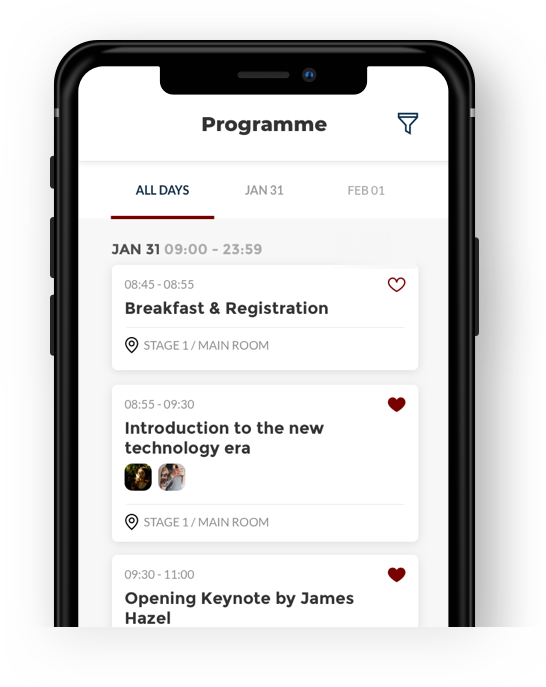 Programme
ALL DAYS JAN 31 FEB 01
JAN 31 09:00 - 23:59
08:45 - 08:55
Breakfast & Registration
STAGE 1 / MAIN ROOM
08:55 - 09:30
Introduction to the new
technology era
STAGE 1 / MAIN ROOM
09:30 - 11:00
Opening Keynote by James
Hazel